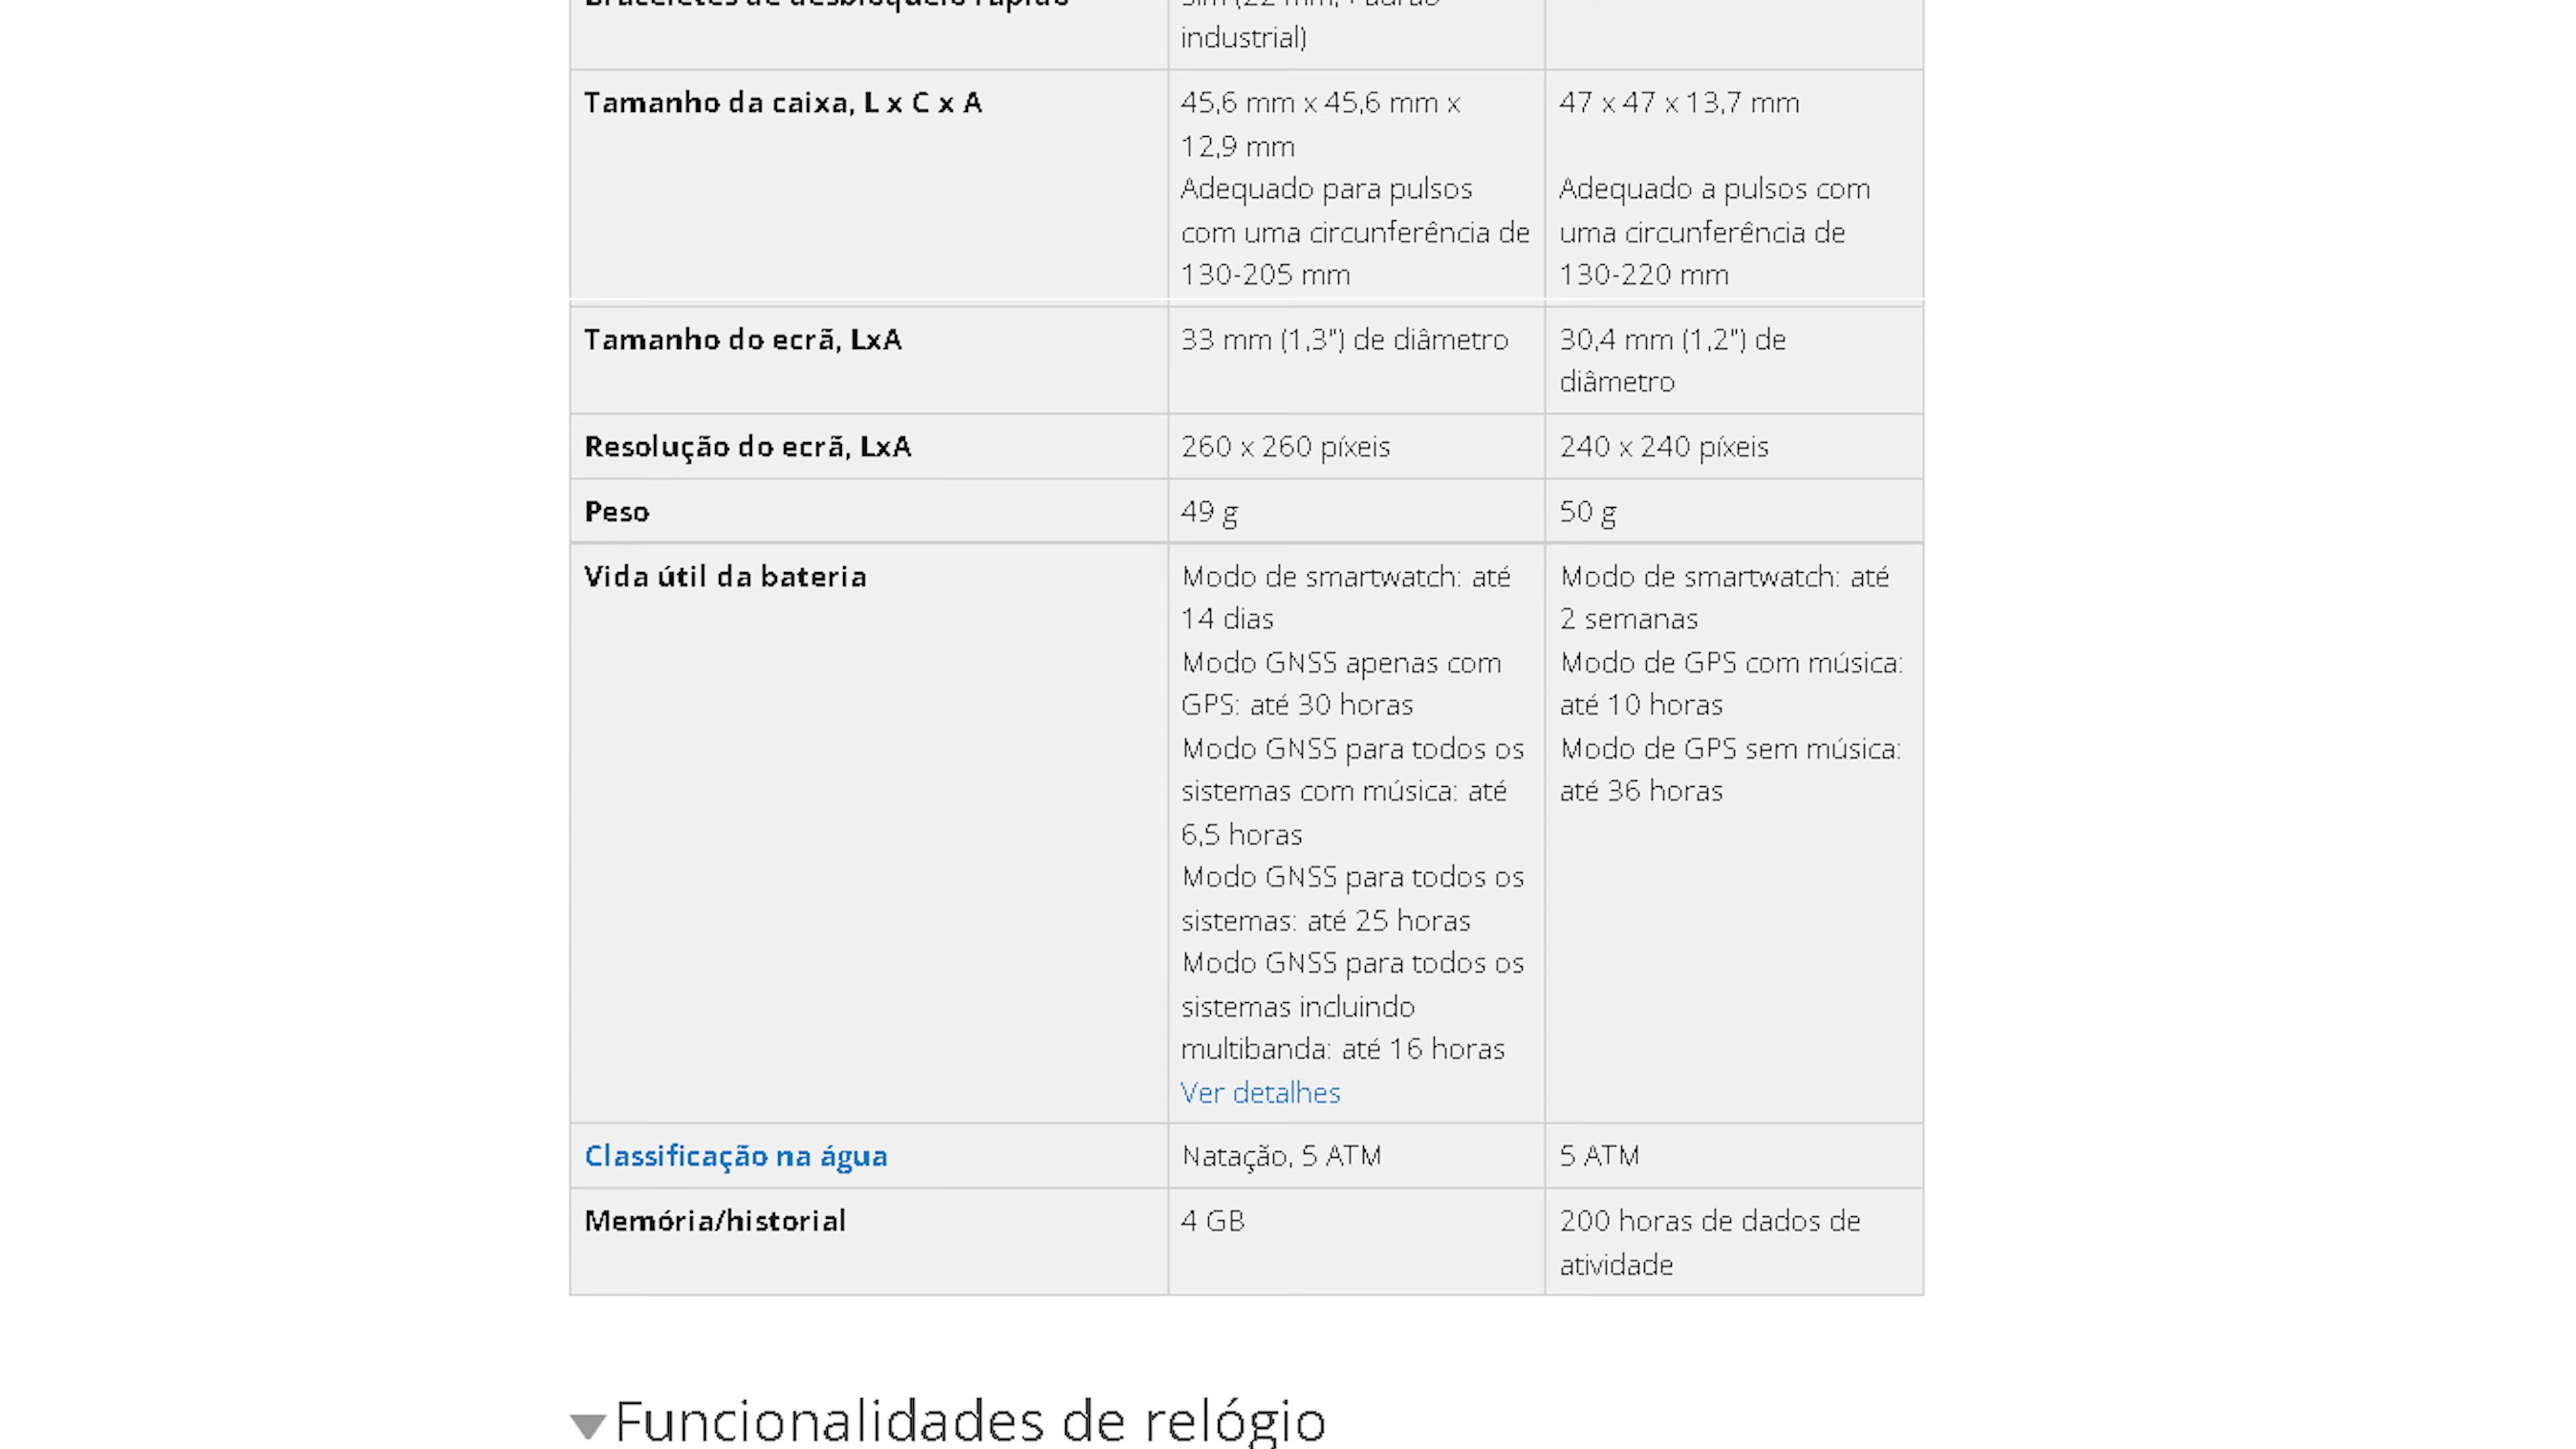 Braceletes de desbloqueio rápido
Sim (22 mm, Padrão
industrial)
Tamanho da caixa, L x C x A
45,6 mm x 45,6 mm x
12,9 mm
Adequado para pulsos
com uma circunferência de
130-205 mm
47 x 47 x 13,7 mm
Adequado a pulsos com
uma circunferência de
130-220 mm
Tamanho do ecrã, LxA
33 mm (1,3") de diâmetro
30,4 mm (1,2") de
diâmetro
Resolução do ecrã, LxA
260 x 260 píxeis
240 x 240 píxeis
Peso
49 g
50 g
Vida útil da bateria
Modo de smartwatch: até
14 dias
Modo GNSS apenas com
GPS: até 30 horas
Modo GNSS para todos os
sistemas com música: até
6,5 horas
Modo GNSS para todos os
sistemas: até 25 horas
Modo GNSS para todos os
sistemas incluindo
multibanda: até 16 horas
Ver detalhes
Modo de smartwatch: até
2 semanas
Modo de GPS com música:
até 10 horas
Modo de GPS sem música:
até 36 horas
Classificação na água
Natação, 5 ATM
5 ATM
Memória/historial
4 GB
200 horas de dados de
atividade
Funcionalidades de relógio